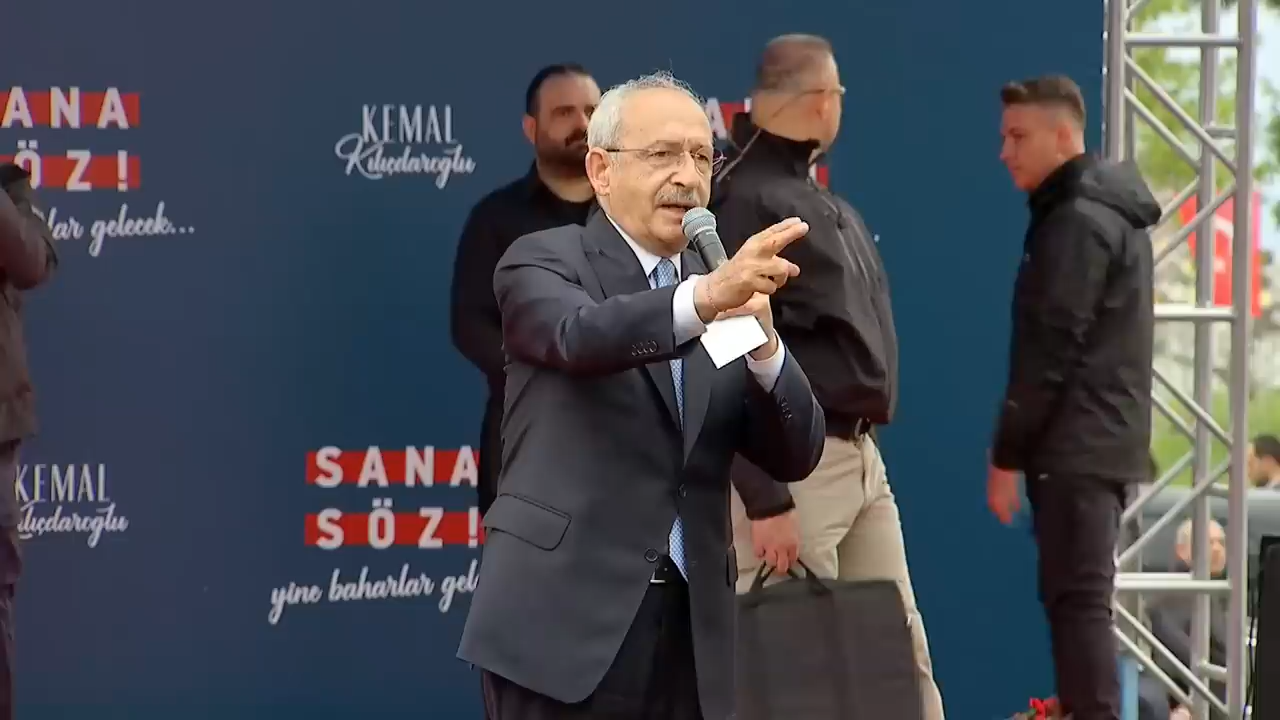 SANA
SÖZ!
lar gelecek...
KEMAL
Kılıçdaroğlu
KEMAL
Kılıçdaroğlu
SANA
SÖZ!
yine baharlar gel